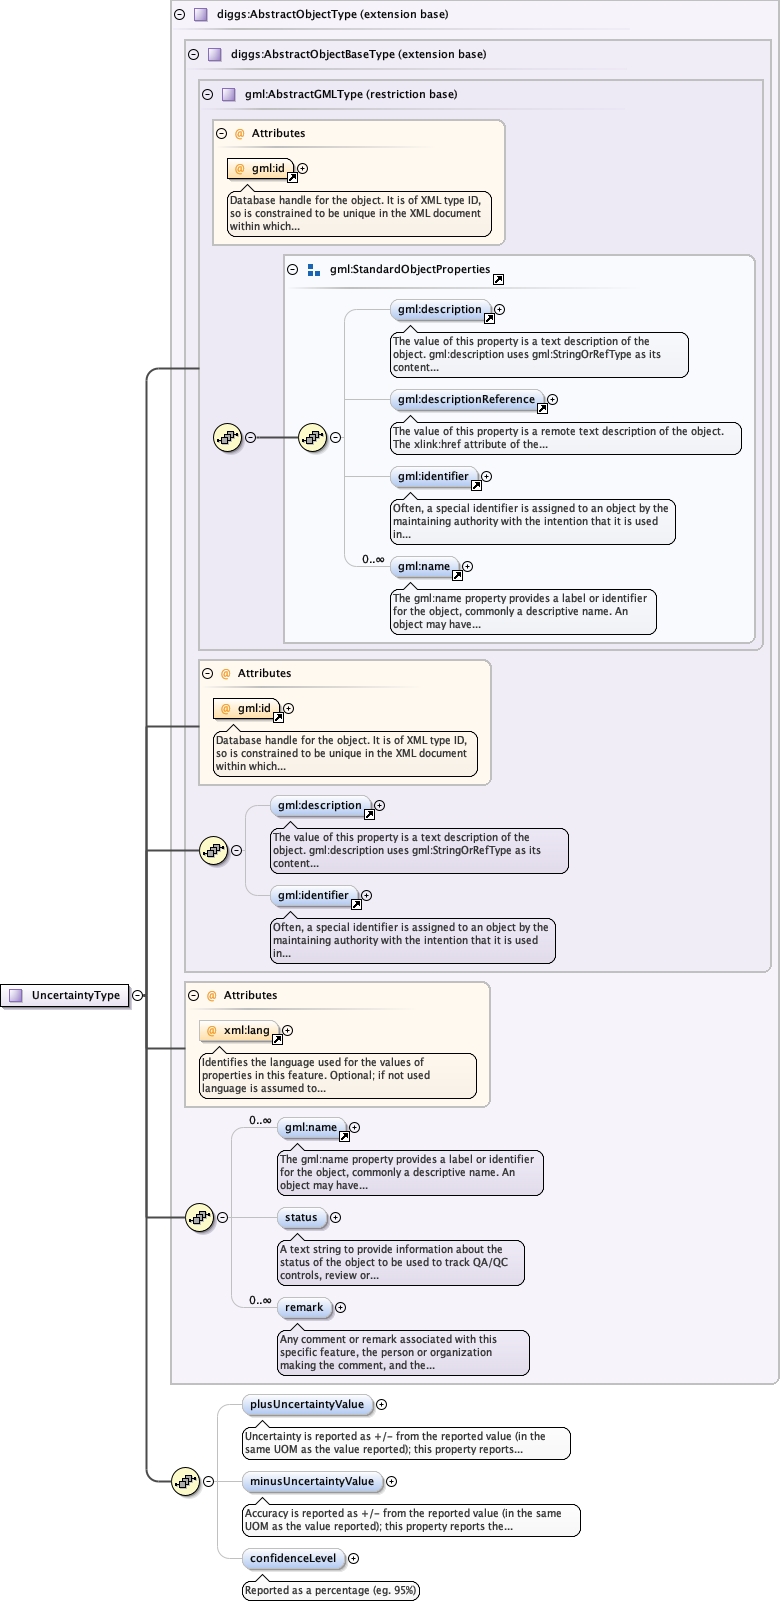 diggs:AbstractObjectType (extension base)
diggs:AbstractObjectBaseType (extension base)
gml:AbstractGMLType (restriction base)
@ Attributes
@ gml:id
Database handle for the object. It is of XML type ID,
so is constrained to be unique in the XML document
within which...
gml:StandardObjectProperties
gml:description
The value of this property is a text description of the
object. gml:description uses gml:StringOrRefType as its
content...
gml:descriptionReference
The value of this property is a remote text description of the object.
The xlink:href attribute of the...
gml:identifier
Often, a special identifier is assigned to an object by the
maintaining authority with the intention that it is used
in...
0..∞
gml:name
The gml:name property provides a label or identifier
for the object, commonly a descriptive name. An
object may have...
@ Attributes
@ gml:id
Database handle for the object. It is of XML type ID,
so is constrained to be unique in the XML document
within which...
gml:description
The value of this property is a text description of the
object. gml:description uses gml:StringOrRefType as its
content...
gml:identifier
Often, a special identifier is assigned to an object by the
maintaining authority with the intention that it is used
in...
UncertaintyType
@ Attributes
@ xml:lang
Identifies the language used for the values of
properties in this feature. Optional; if not used
language is assumed to...
0..∞
gml:name
The gml:name property provides a label or identifier
for the object, commonly a descriptive name. An
object may have...
status
A text string to provide information about the
status of the object to be used to track QA/QC
controls, review or...
0..∞
remark
Any comment or remark associated with this
specific feature, the person or organization
making the comment, and the...
plusUncertaintyValue
Uncertainty is reported as +/- from the reported value (in the
same UOM as the value reported); this property reports...
minusUncertaintyValue
Accuracy is reported as +/- from the reported value (in the same
UOM as the value reported); this property reports the...
confidenceLevel
Reported as a percentage (eg. 95%)